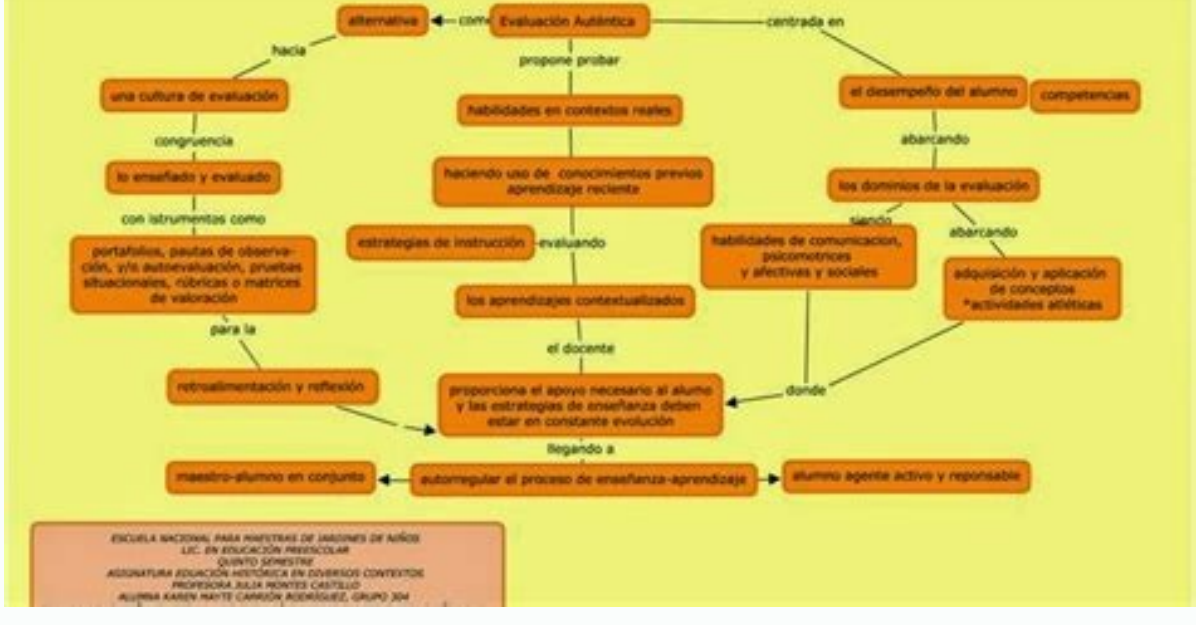 alternativa
com
Evaluación Auténtica
centrada en
hacia
propone probar
una cultura de evaluación
habilidades en contextos reales
el desempeño del alumno
competencias
congruencia
abarcando
lo enseñado y evaluado
haciendo uso de conocimientos previos
aprendizaje reciente
los dominios de la evaluación
con istrumentos como
siendo
abarcando
portafolios, pautas de observa-
ción, y/o autoevaluación, pruebas
situacionales, rúbricas o matrices
de valoración
estrategias de instrucción
evaluando
habilidades de comunicacion,
psicomotrices
y afectivas y sociales
adquisición y aplicación
de conceptos
*actividades atléticas
los aprendizajes contextualizados
para la
el docente
retroalimentación y reflexión
proporciona el apoyo necesario al alumo
y las estrategias de enseñanza deben
estar en constante evolución
donde
llegando a
maestro-alumno en conjunto
autorregular el proceso de enseñanza-aprendizaje
alumno agente activo y reponsable
ESCUELA NACIONAL PARA MAESTRAS DE JARDINES DE NIÑOS
LIC. EN EDUCACIÓN PREESCOLAR
QUINTO SEMESTRE
ASIGNATURA EDUACIÓN HISTÓRICA EN DIVERSOS CONTEXTOS
PROFESORA JULIA MONTES CASTILLO
ALUMNA KAREN MAYTE CARRIÓN RODRÍGUEZ, GRUPO 304